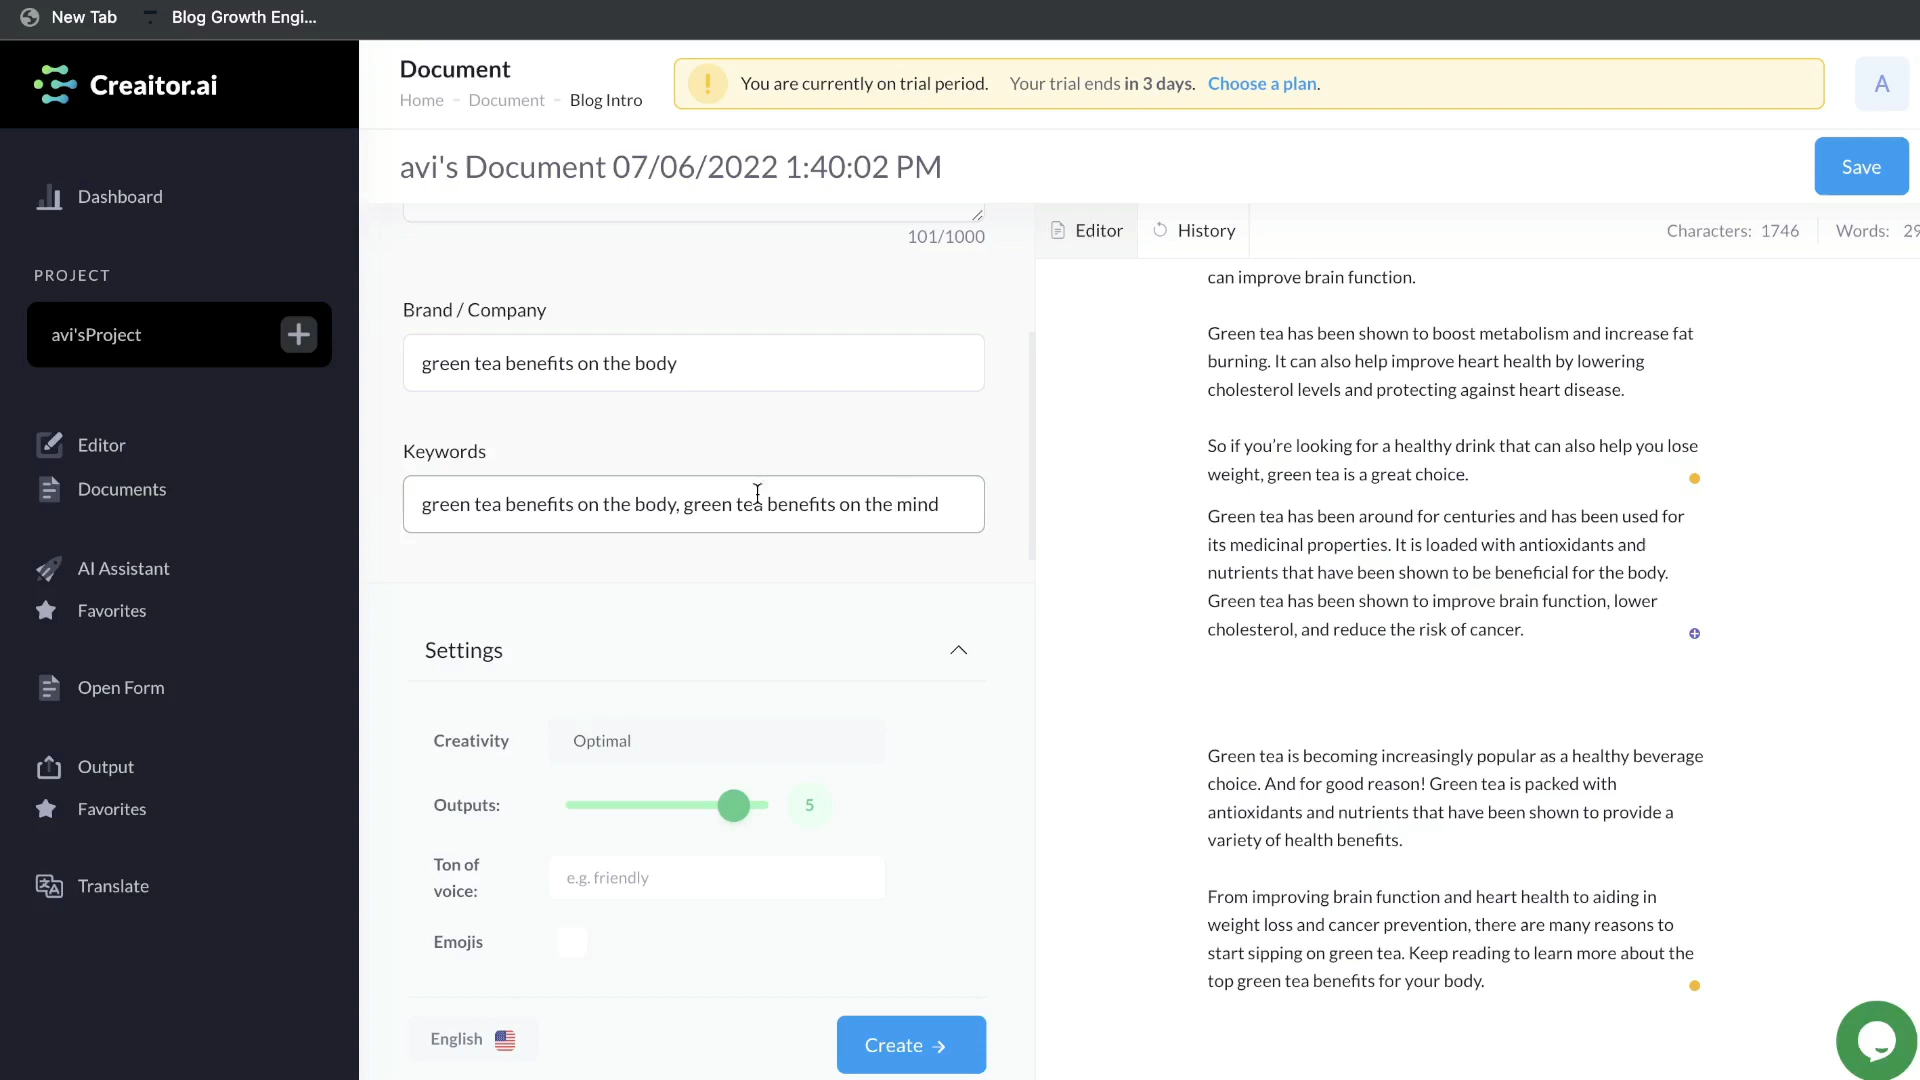 New Tab
Blog Growth Engi...
Creaitor.ai
Document
Home - Document - Blog Intro
You are currently on trial period. Your trial ends in 3 days. Choose a plan.
A
avi's Document 07/06/2022 1:40:02 PM
Save
Dashboard
PROJECT
avi'sProject
Editor
Documents
AI Assistant
Favorites
Open Form
Output
Favorites
Translate
101/1000
Brand / Company
green tea benefits on the body
Keywords
green tea benefits on the body, green tea benefits on the mind
Settings
Creativity
Optimal
Outputs:
5
Ton of
voice:
e.g. friendly
Emojis
English
Create →
Editor
History
Characters: 1746
Words: 29
can improve brain function.
Green tea has been shown to boost metabolism and increase fat
burning. It can also help improve heart health by lowering
cholesterol levels and protecting against heart disease.
So if you're looking for a healthy drink that can also help you lose
weight, green tea is a great choice.
Green tea has been around for centuries and has been used for
its medicinal properties. It is loaded with antioxidants and
nutrients that have been shown to be beneficial for the body.
Green tea has been shown to improve brain function, lower
cholesterol, and reduce the risk of cancer.
Green tea is becoming increasingly popular as a healthy beverage
choice. And for good reason! Green tea is packed with
antioxidants and nutrients that have been shown to provide a
variety of health benefits.
From improving brain function and heart health to aiding in
weight loss and cancer prevention, there are many reasons to
start sipping on green tea. Keep reading to learn more about the
top green tea benefits for your body.